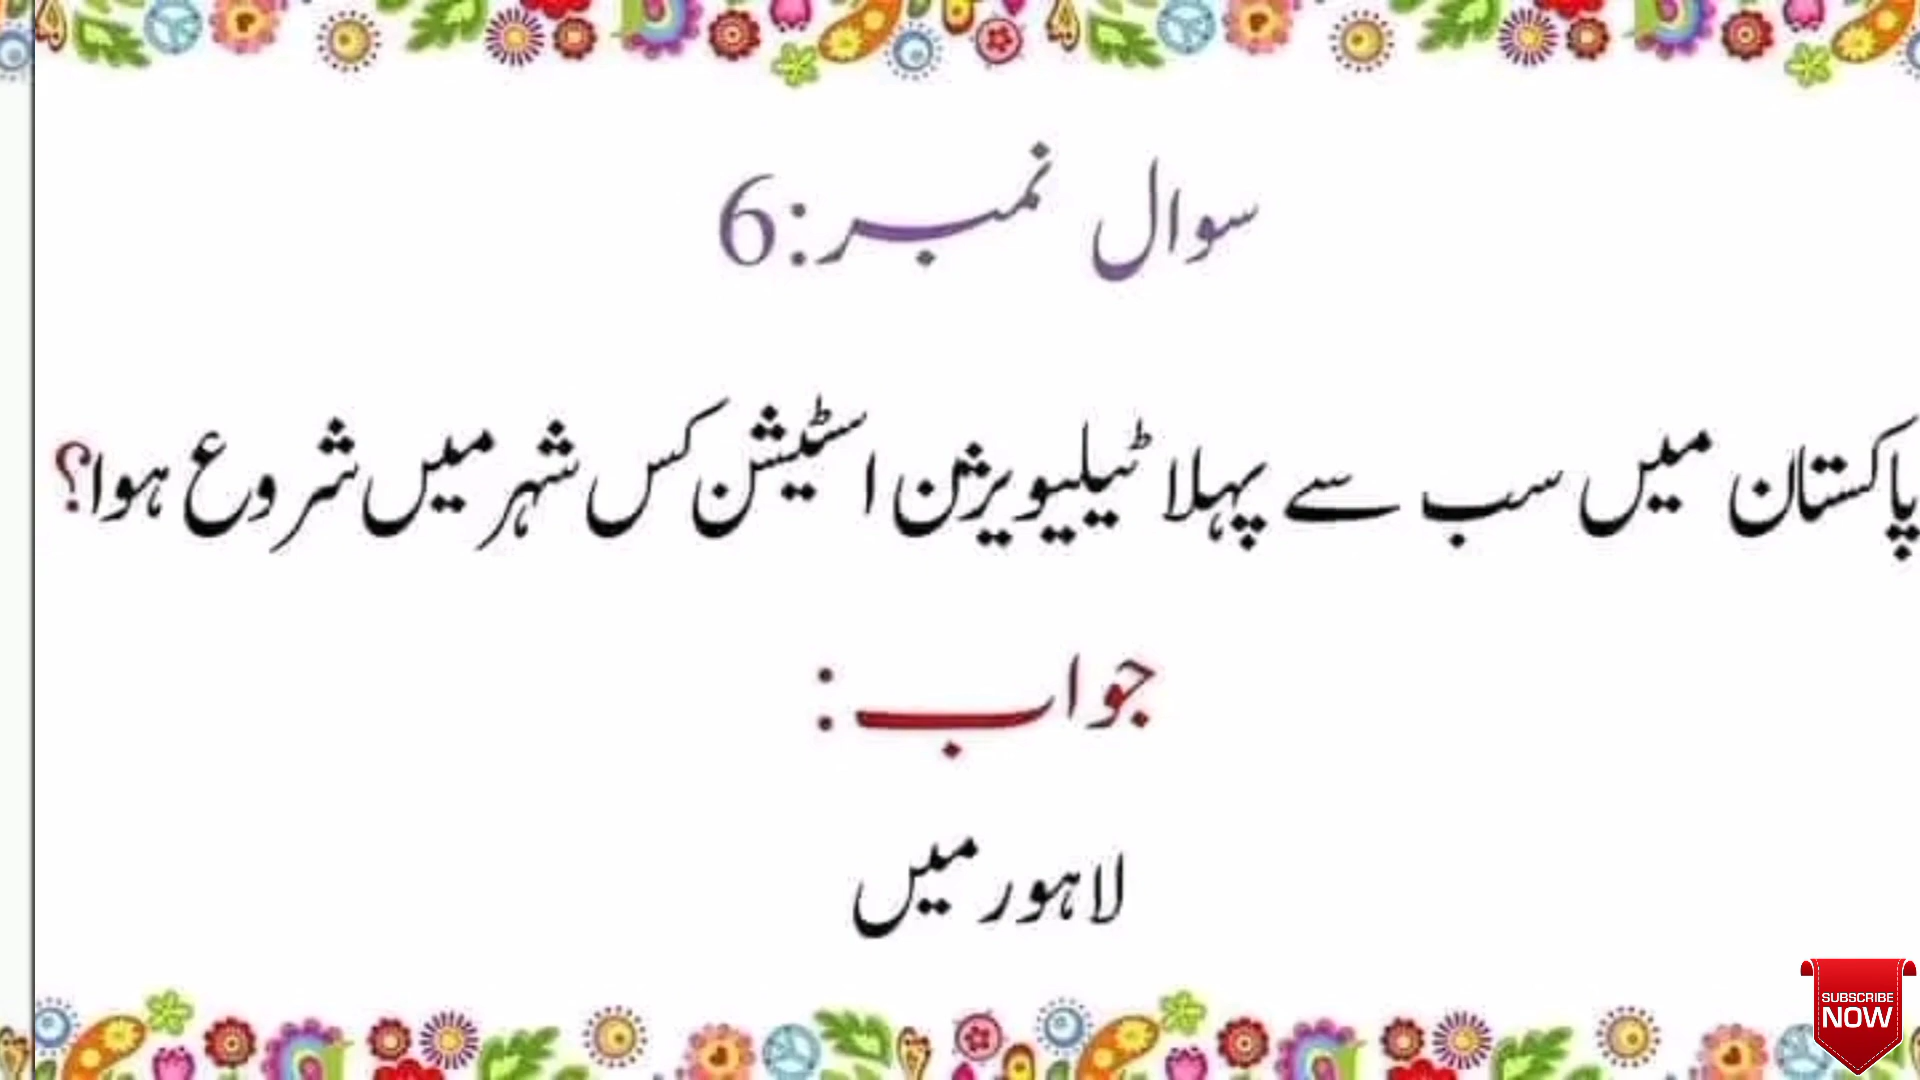 سوال نمبر:6
پاکستان میں سب سے پہلا ٹیلیویژن اسٹیشن کس شہر میں شروع ہوا؟
جواب :
لاہور میں
SUBSCRIBE
NOW